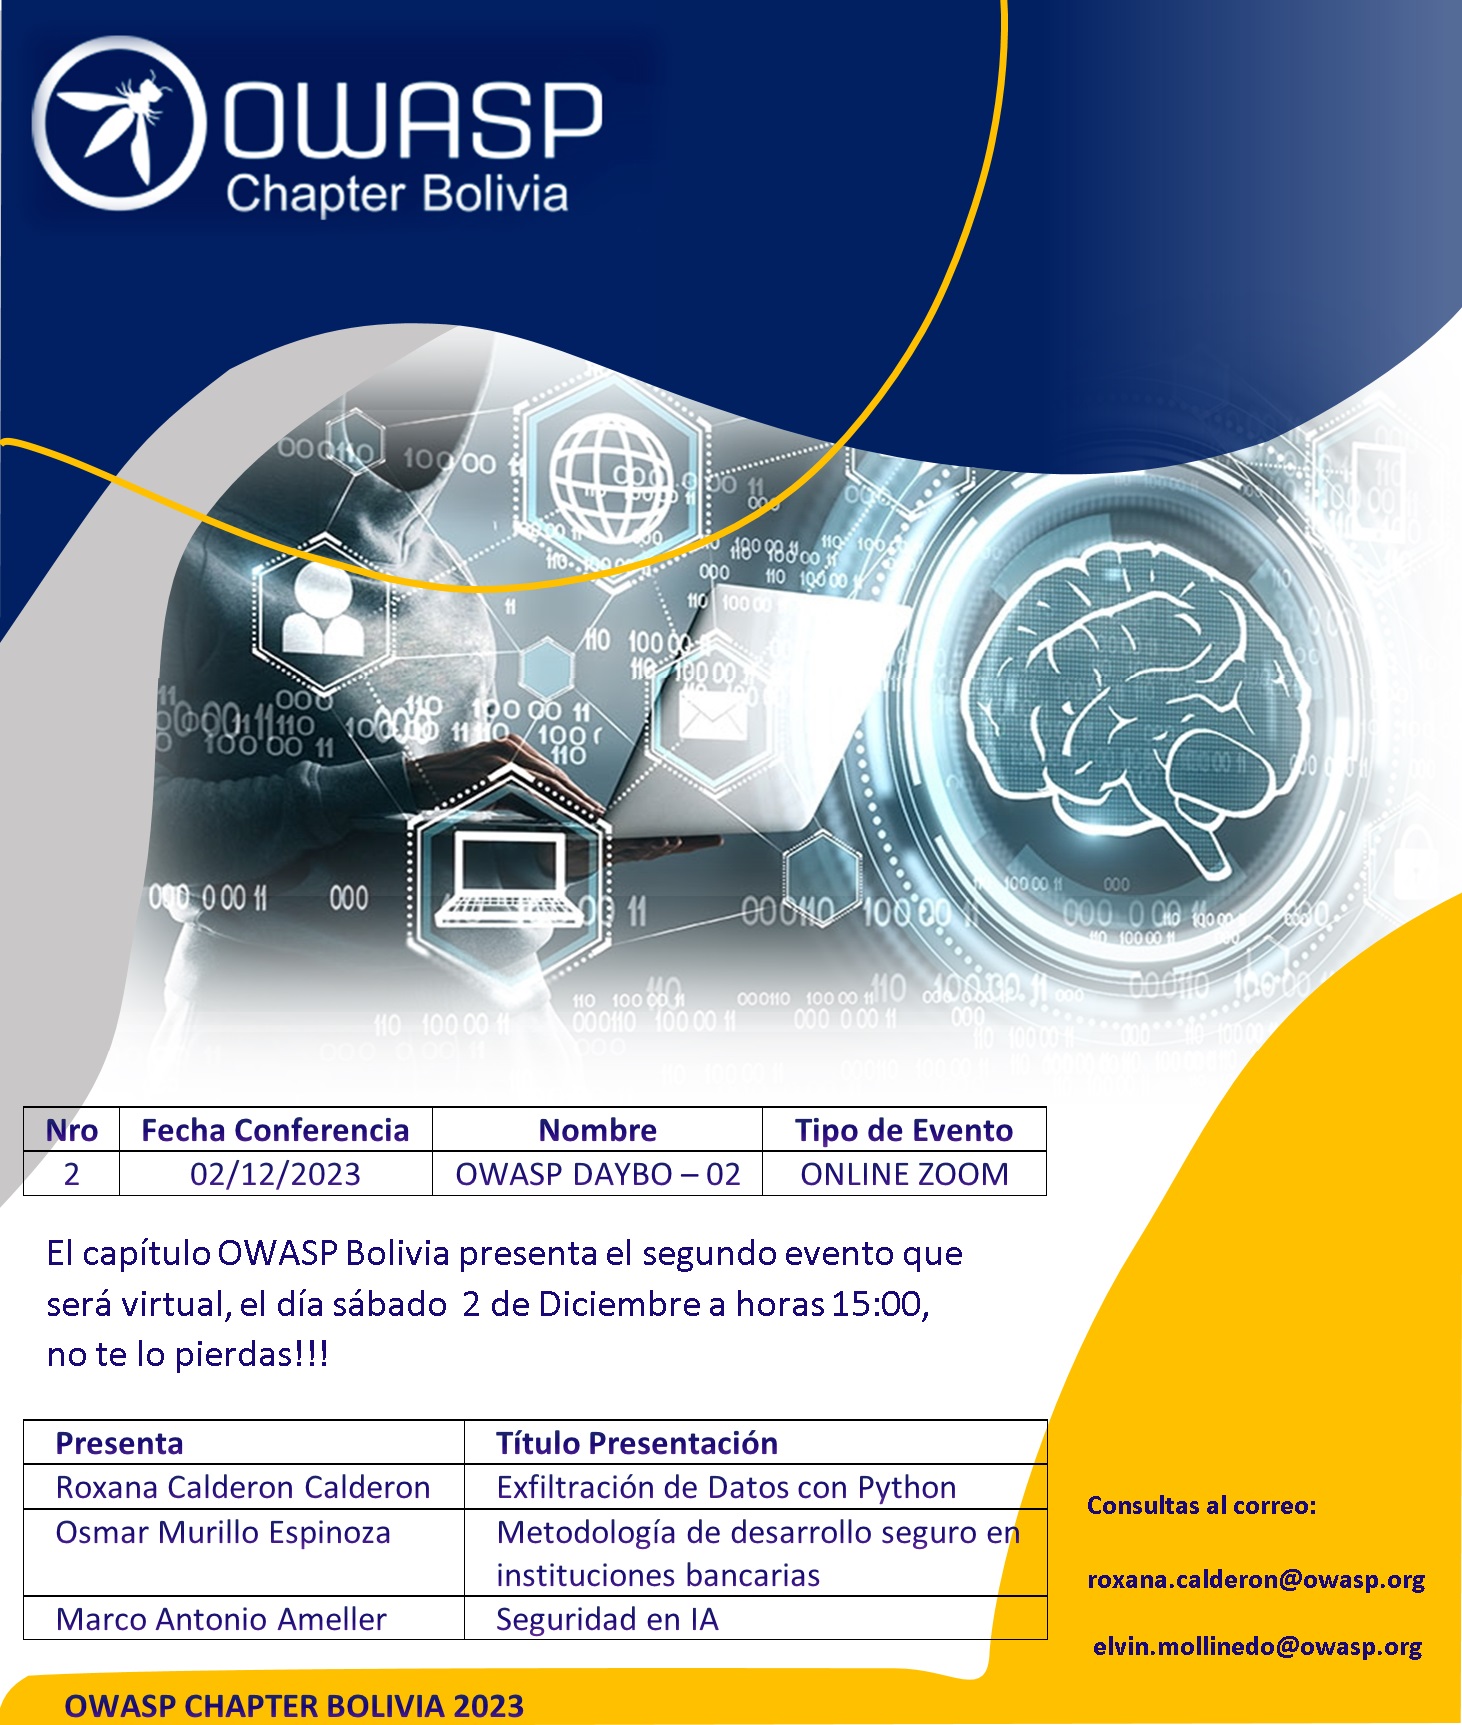 OWASP
Chapter Bolivia
Nro Fecha Conferencia Nombre Tipo de Evento
2 02/12/2023 OWASP DAYBO – 02 ONLINE ZOOM
El capítulo OWASP Bolivia presenta el segundo evento que
será virtual, el día sábado 2 de Diciembre a horas 15:00,
no te lo pierdas!!!
Presenta Título Presentación
Roxana Calderon Calderon Exfiltración de Datos con Python
Osmar Murillo Espinoza Metodología de desarrollo seguro en
instituciones bancarias
Marco Antonio Ameller Seguridad en IA
Consultas al correo:
roxana.calderon@owasp.org
elvin.mollinedo@owasp.org
OWASP CHAPTER BOLIVIA 2023